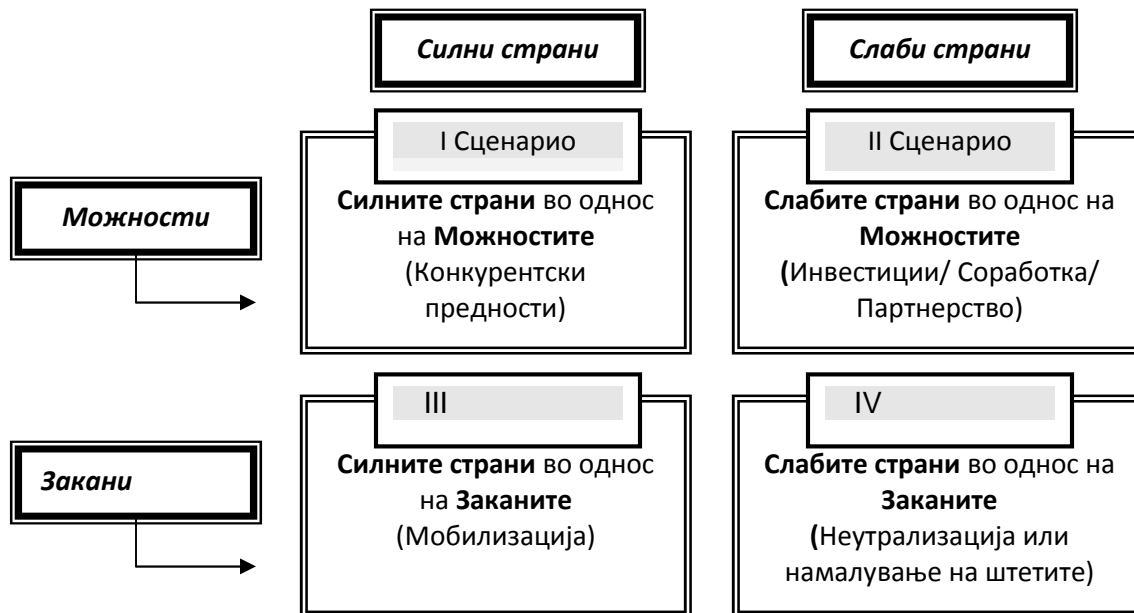 Силни страни
Слаби страни
Можности
I Сценарио
Силните страни во однос
на Можностите
(Конкурентски
предности)
II Сценарио
Слабите страни во однос на
Можностите
(Инвестиции/ Соработка/
Партнерство)
Закани
III
Силните страни во однос
на Заканите
(Мобилизација)
IV
Слабите страни во однос на
Заканите
(Неутрализација или
намалување на штетите)